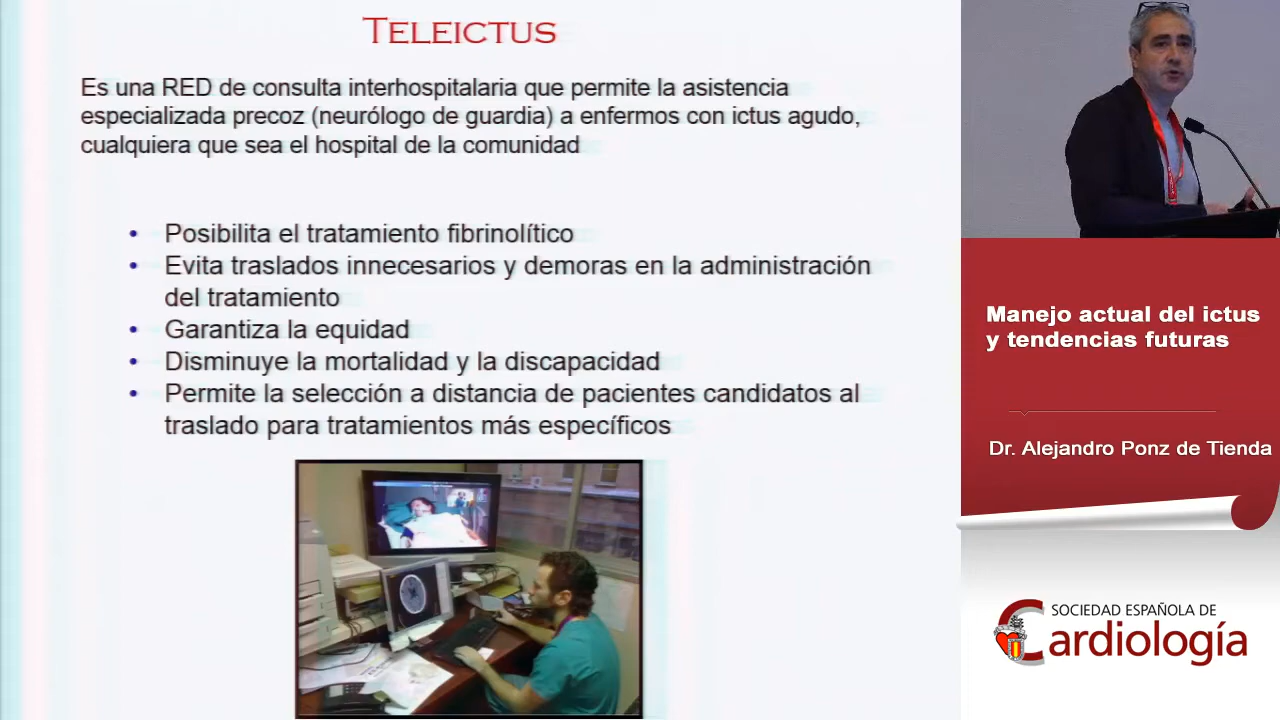 TELEICTUS
Es una RED de consulta interhospitalaria que permite la asistencia
especializada precoz (neurólogo de guardia) a enfermos con ictus agudo,
cualquiera que sea el hospital de la comunidad
• Posibilita el tratamiento fibrinolítico
• Evita traslados innecesarios y demoras en la administración
del tratamiento
• Garantiza la equidad
• Disminuye la mortalidad y la discapacidad
• Permite la selección a distancia de pacientes candidatos al
traslado para tratamientos más específicos
Manejo actual del ictus
y tendencias futuras
Dr. Alejandro Ponz de Tienda
SOCIEDAD ESPAÑOLA DE
Cardiología